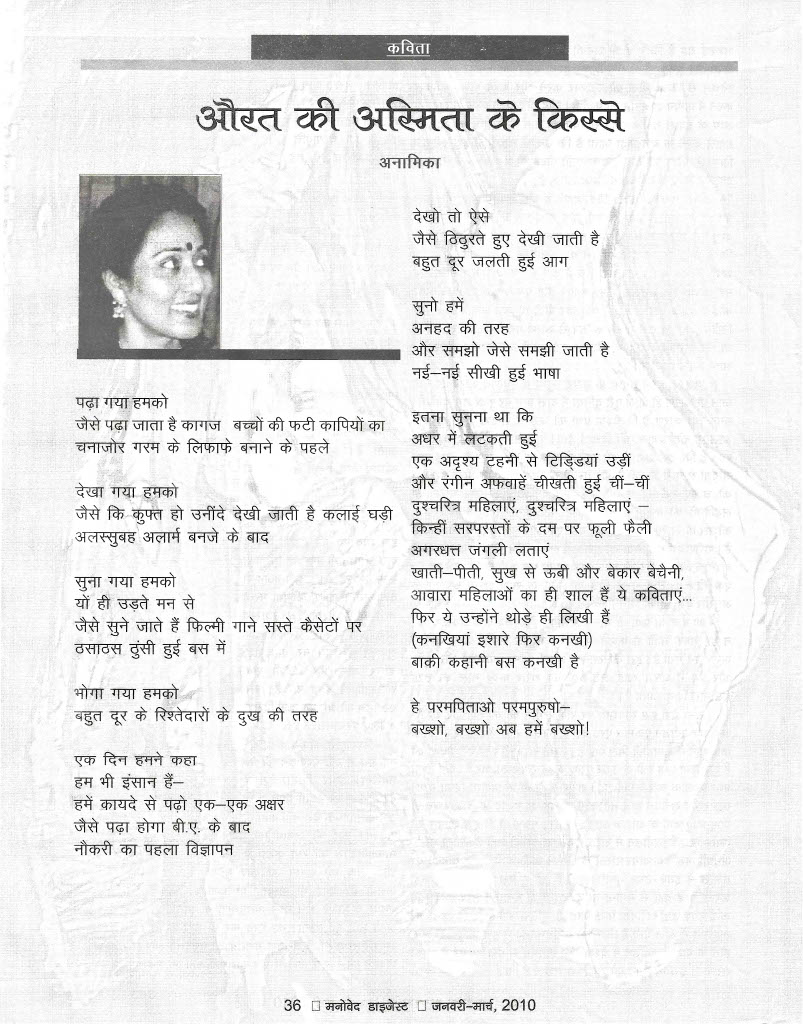 कविता
औरत की अस्मिता के किस्से
अनामिका
पढ़ा गया हमको
जैसे पढा जाता है कागज बच्चों की फटी कापियों का
चनाजोर गरम के लिफाफे बनाने के पहले
देखा गया हमको
जैसे कि कुफ्त हो उनींदे देखी जाती है कलाई घड़ी
अलस्सुबह अलार्म बनजे के बाद
सुना गया हमको
यों ही उड़ते मन से
जैसे सुने जाते हैं फिल्मी गाने सस्ते कैसेटों पर
ठसाठस ठुंसी हुई बस में
भोगा गया हमको
बहुत दूर के रिश्तेदारों के दुख की तरह
एक दिन हमने कहा
हम भी इंसान हैं–
हमें कायदे से पढ़ो एक–एक अक्षर
जैसे पढ़ा होगा बी.ए. के बाद
नौकरी का पहला विज्ञापन
देखो तो ऐसे
जैसे ठिठुरते हुए देखी जाती है
बहुत दूर जलती हुई आग
सुनो हमें
अनहद की तरह
और समझो जेसे समझी जाती है
नई–नई सीखी हुई भाषा
इतना सुनना था कि
अधर में लटकती हुई
एक अदृश्य टहनी से टिड्डियां उड़ीं
और रंगीन अफवाहें चीखती हुई चीं–चीं
दुश्चरित्र महिलाएं, दुश्चरित्र महिलाएं –
किन्हीं सरपरस्तों के दम पर फूली फैली
अगरधत्त जंगली लताएं
खाती–पीती, सुख से ऊबी और बेकार बेचैनी,
आवारा महिलाओं का ही शाल हैं ये कविताएं...
फिर ये उन्होंने थोड़े ही लिखी हैं
(कनखियां इशारे फिर कनखी)
बाकी कहानी बस कनखी है
हे परमपिताओ परमपुरुषो–
बख्शो, बख्शो अब हमें बख्शो!
36 □ मनोवेद डाइजेस्ट □ जनवरी–मार्च, 2010